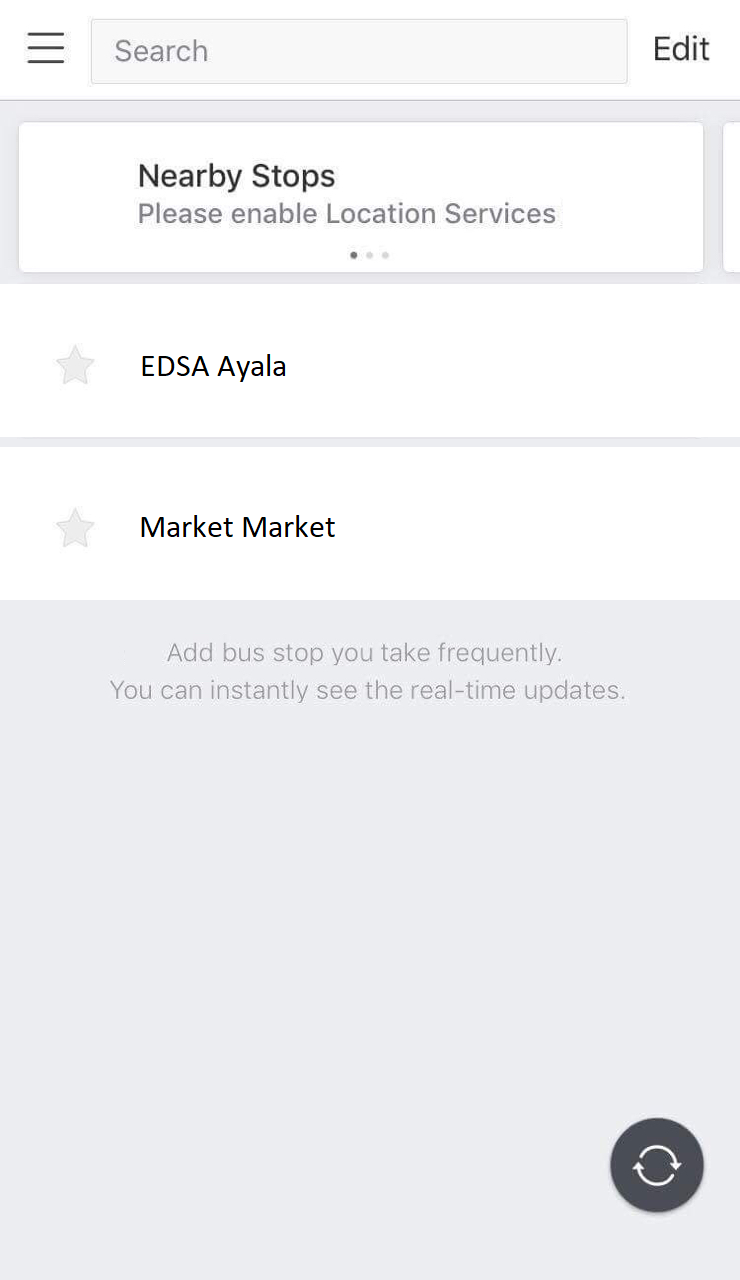 Search
Edit
Nearby Stops
Please enable Location Services
EDSA Ayala
Market Market
Add bus stop you take frequently.
You can instantly see the real-time updates.